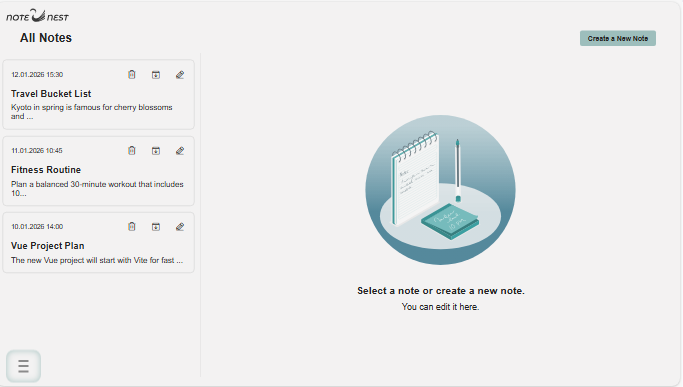 NOTE NEST
All Notes
Create a New Note
12.01.2026 15:30
Travel Bucket List
Kyoto in spring is famous for cherry blossoms
and ...
11.01.2026 10:45
Fitness Routine
Plan a balanced 30-minute workout that includes
10...
10.01.2026 14:00
Vue Project Plan
The new Vue project will start with Vite for fast ...
Select a note or create a new note.
You can edit it here.